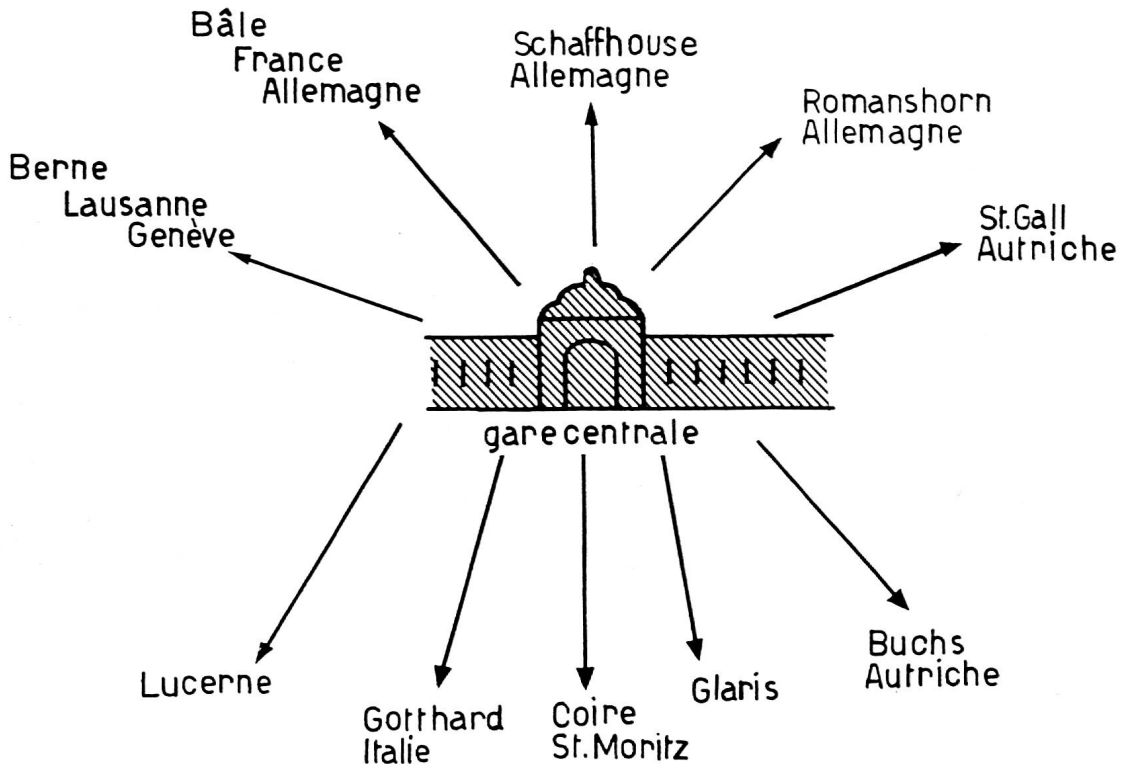 Bâle
France
Allemagne
Schaffhouse
Allemagne
Romanshorn
Allemagne
Berne
Lausanne
Genève
St.Gall
Autriche
gare centrale
Lucerne
Gotthard
Italie
Coire
St.Moritz
Glaris
Buchs
Autriche